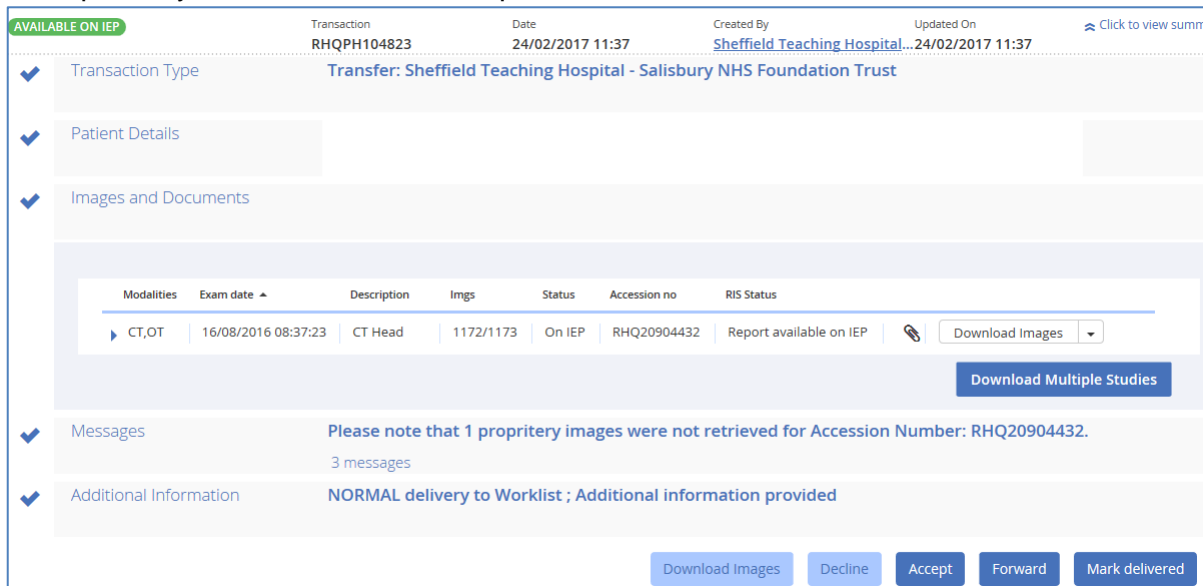 AVAILABLE ON IEP
Transaction Date Created By Updated On Click to view summ
RHQPH104823 24/02/2017 11:37 Sheffield Teaching Hospital... 24/02/2017 11:37
Transaction Type Transfer: Sheffield Teaching Hospital - Salisbury NHS Foundation Trust
Patient Details
Images and Documents
Modalities Exam date Description Imgs Status Accession no RIS Status
CT,OT 16/08/2016 08:37:23 CT Head 1172/1173 On IEP RHQ20904432 Report available on IEP Download Images
Download Multiple Studies
Messages Please note that 1 propritery images were not retrieved for Accession Number: RHQ20904432.
3 messages
Additional Information NORMAL delivery to Worklist ; Additional information provided
Download Images Decline Accept Forward Mark delivered